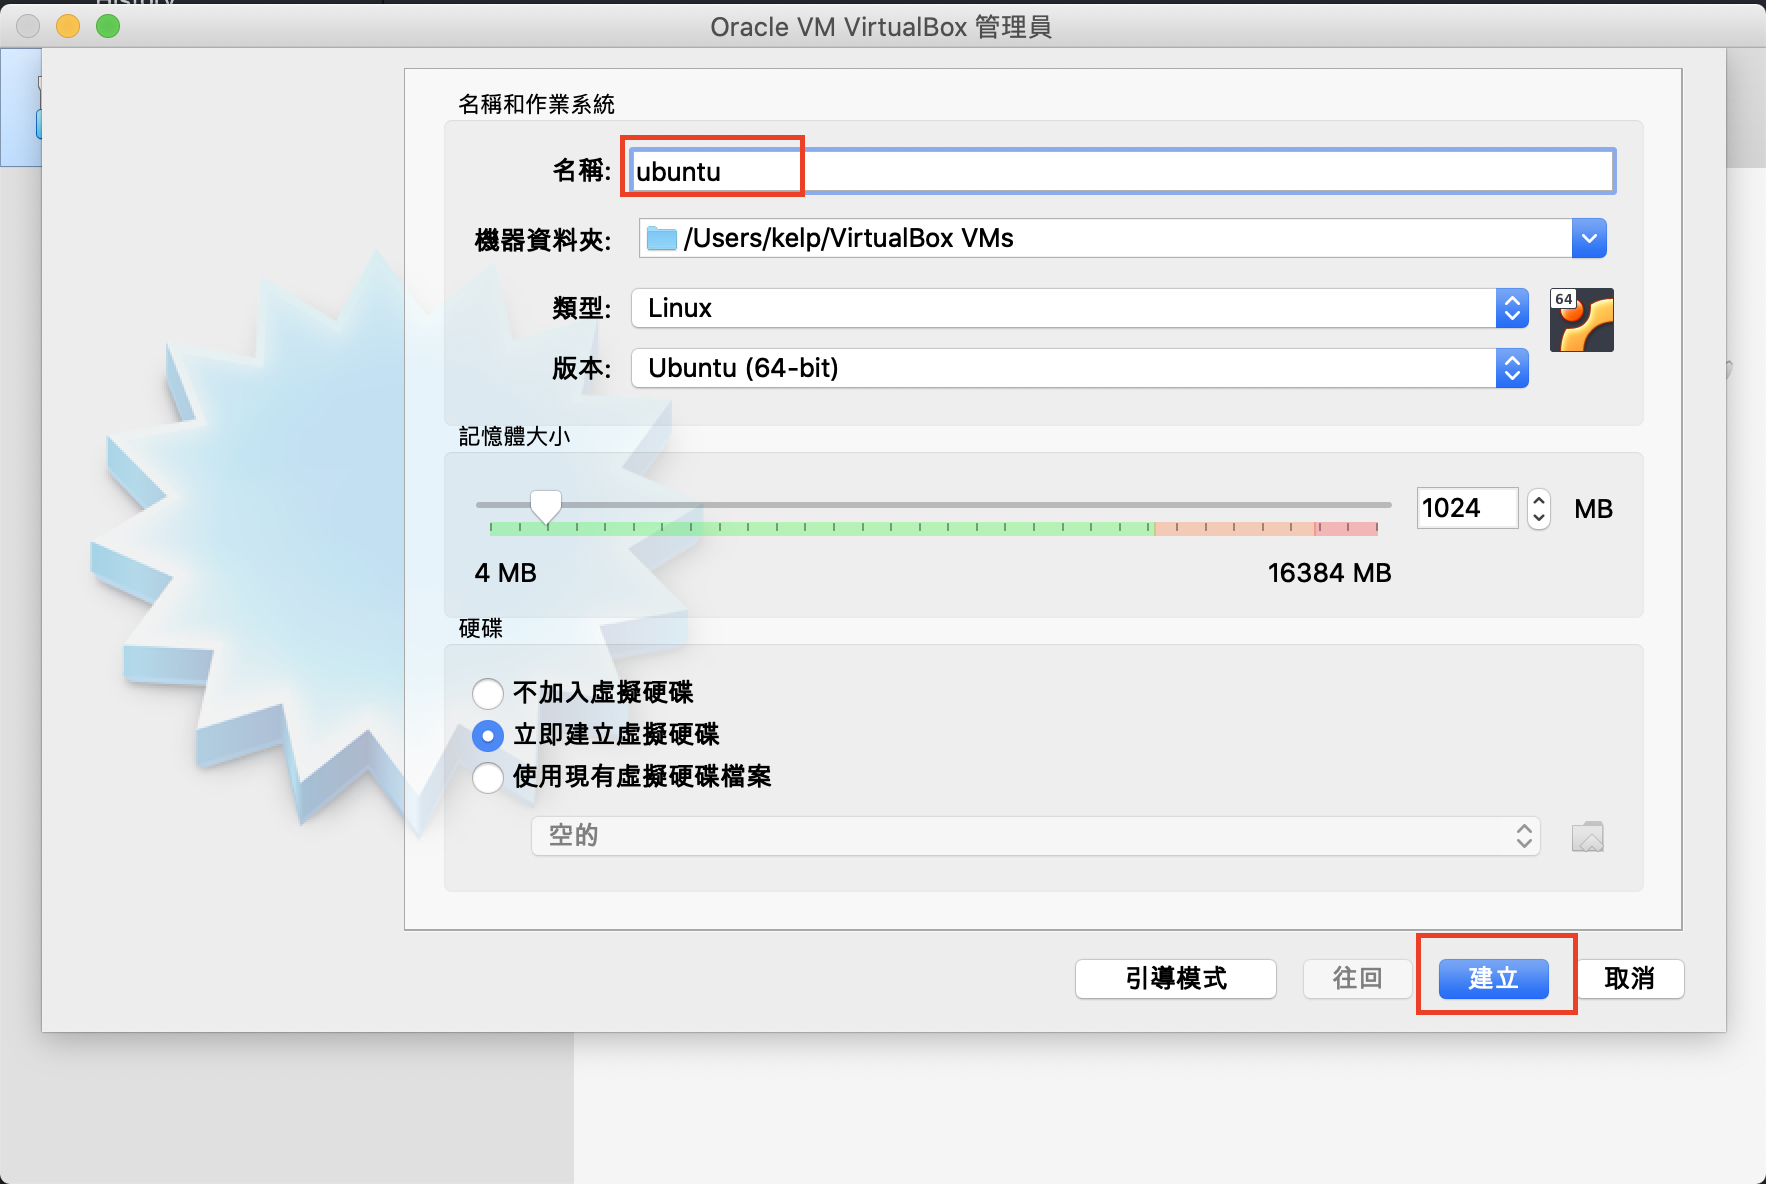 History
Oracle VM VirtualBox 管理員
名稱和作業系統
名稱: ubuntu
機器資料夾: /Users/kelp/VirtualBox VMs
類型: Linux
64
版本: Ubuntu (64-bit)
記憶體大小
1024 MB
4 MB 16384 MB
硬碟
不加入虛擬硬碟
立即建立虛擬硬碟
使用現有虛擬硬碟檔案
空的
引導模式 往回 建立 取消